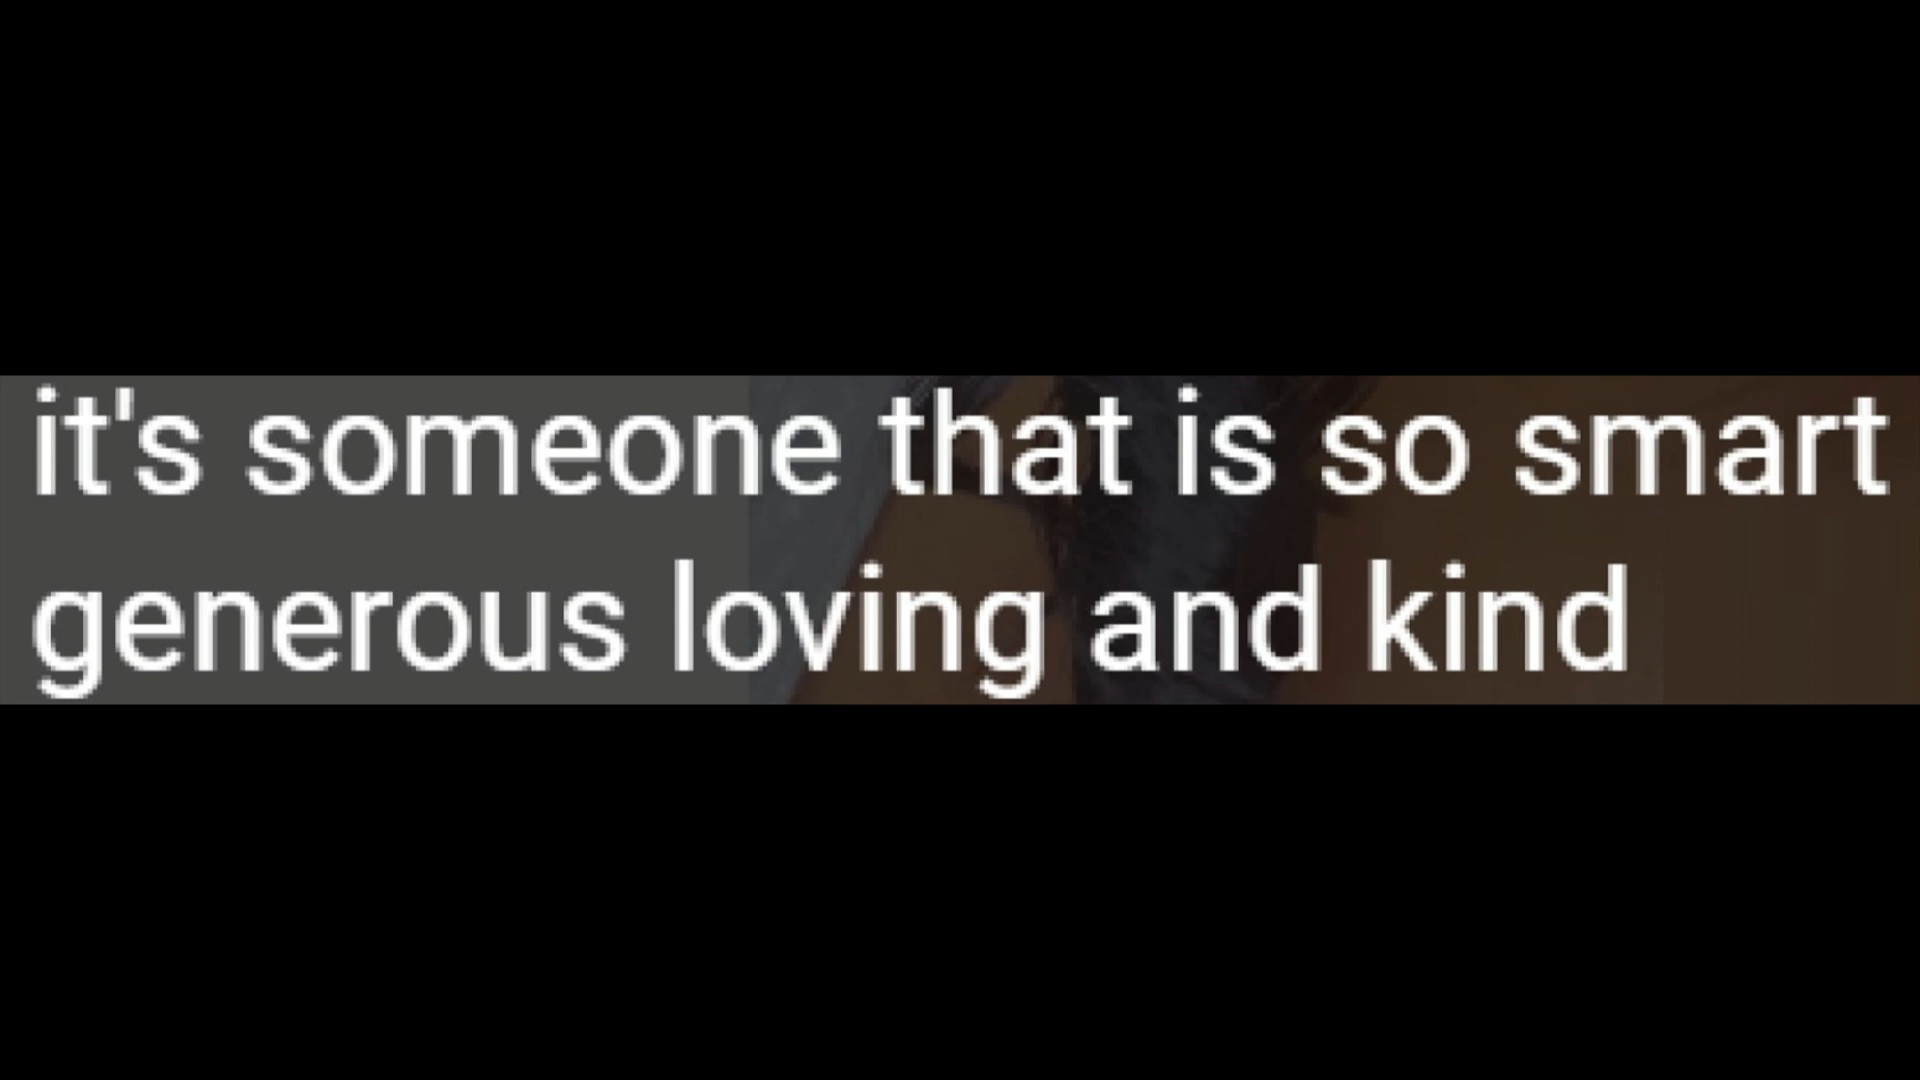 it's someone that is so smart
generous loving and kind